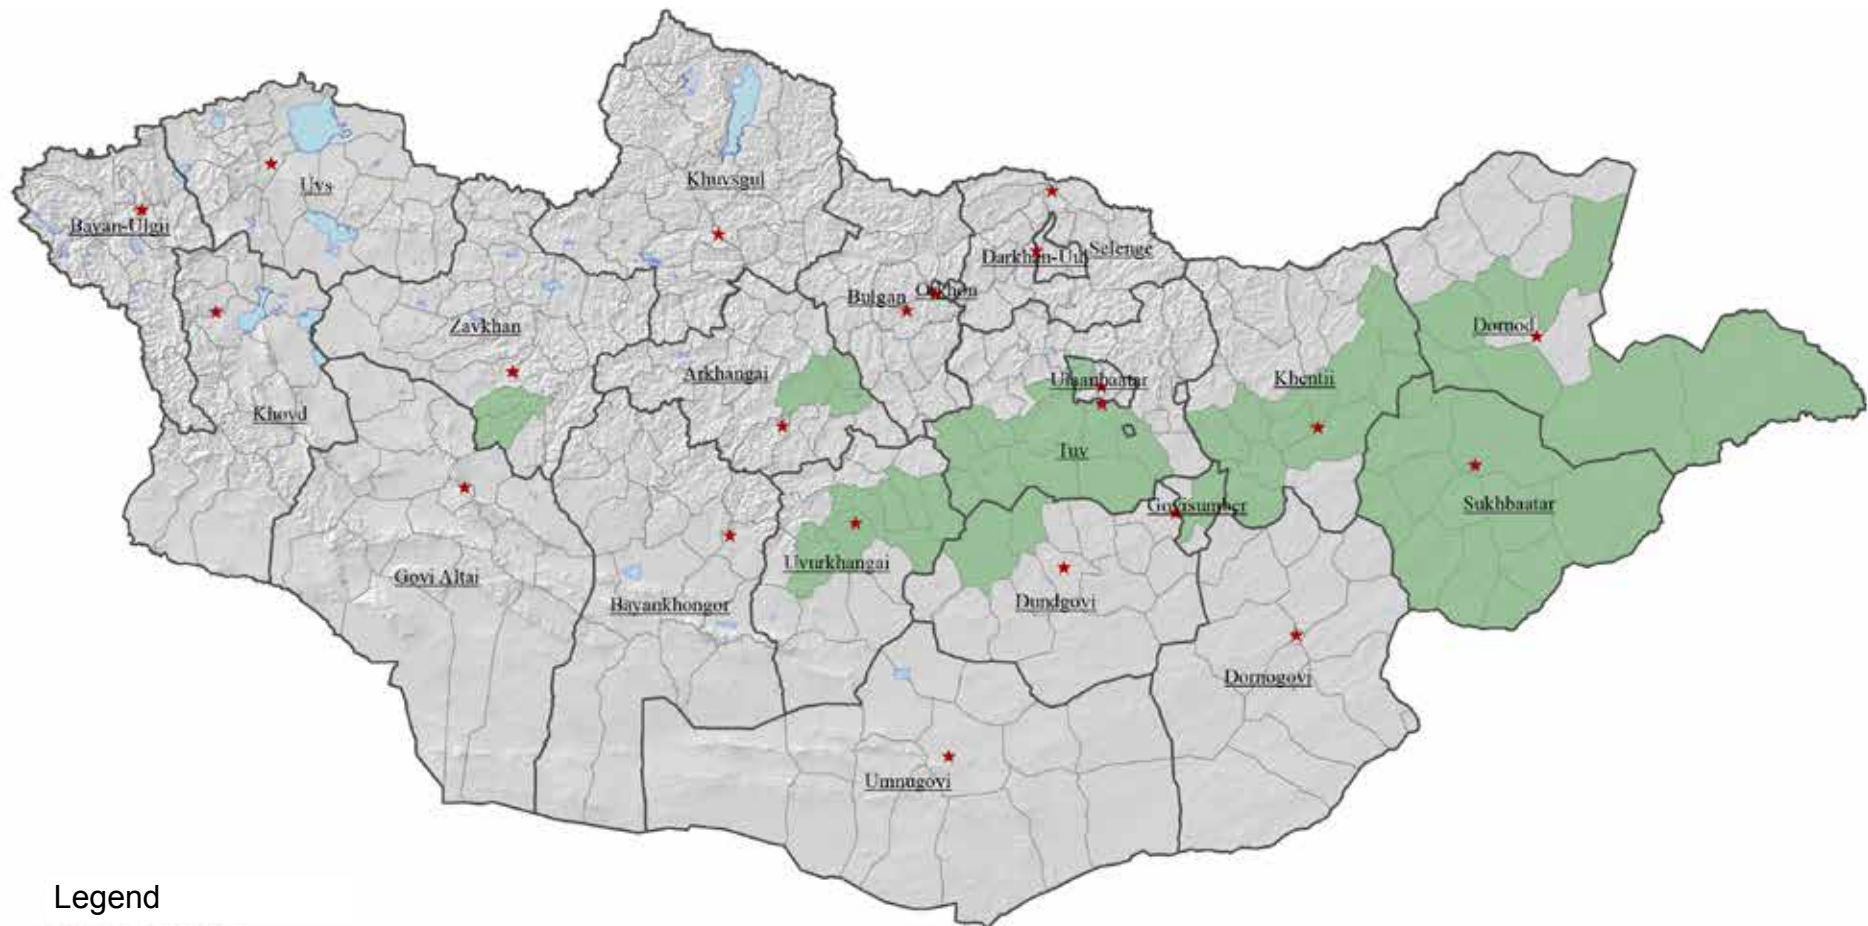 Khuvsgul
Uvs
Bayan-Ulgii
Selenge
Darkhan-Uul
Orkhon
Bulgan
Zavkhan
Dornod
Arkhangai
Ulaanbaatar
Khentii
Khovd
Tuv
Govisumber
Sukhbaatar
Uvurkhangai
Govi Altai
Bayankhongor
Dundgovi
Dornogovi
Umnugovi
Legend